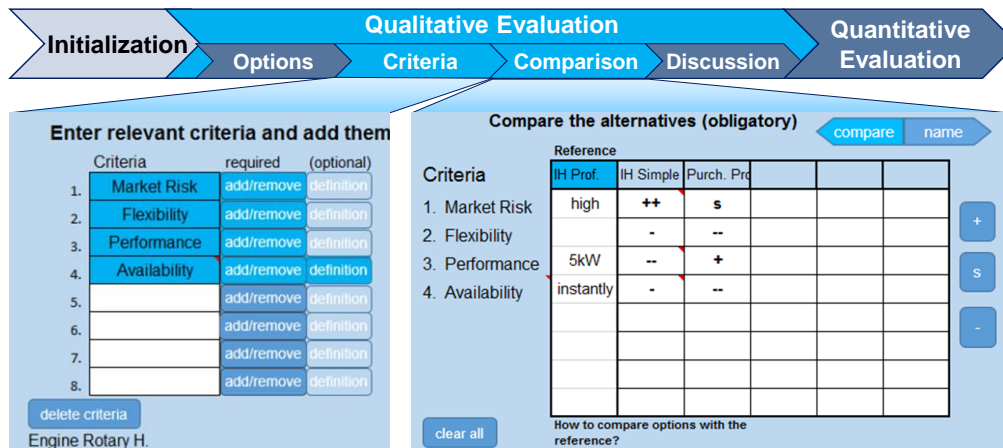 Initialization
Qualitative Evaluation
Options
Criteria
Comparison
Discussion
Quantitative
Evaluation
Enter relevant criteria and add them
Criteria required (optional)
1. Market Risk add/remove definition
2. Flexibility add/remove definition
3. Performance add/remove definition
4. Availability add/remove definition
5. add/remove definition
6. add/remove definition
7. add/remove definition
8. add/remove definition
delete criteria
Engine Rotary H.
Compare the alternatives (obligatory)
compare name
Reference
Criteria IH Prof. IH Simple Purch. Pro
1. Market Risk high ++ s
2. Flexibility - --
3. Performance 5kW -- +
4. Availability instantly - --
+
s
-
clear all
How to compare options with the
reference?